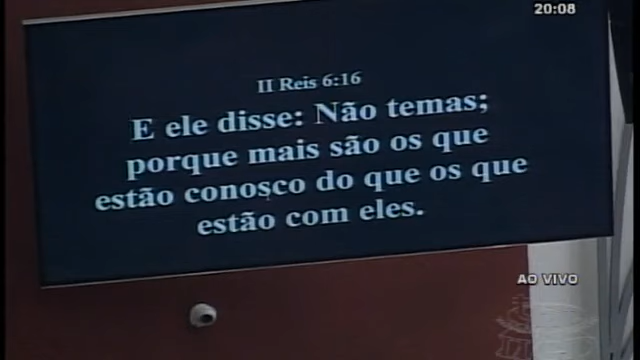 20:08
II Reis 6:16
E ele disse: Não temas;
porque mais são os que
estão conosco do que os que
estão com eles.
AO VIVO